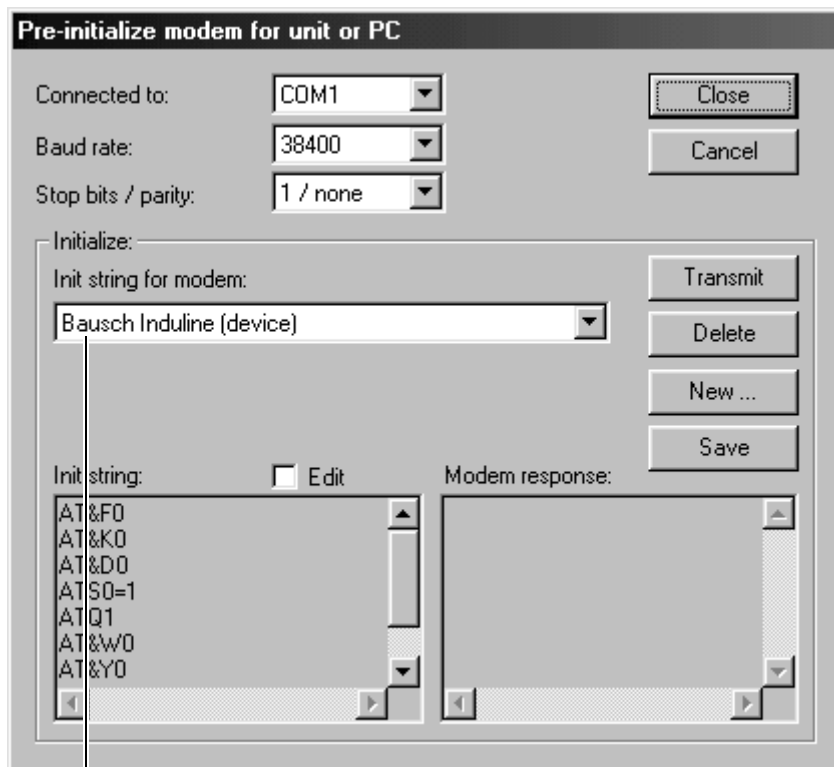 Pre-initialize modem for unit or PC
Connected to: COM1 Close
Baud rate: 38400 Cancel
Stop bits / parity: 1 / none
Initialize:
Init string for modem: Transmit
Bausch Induline (device) Delete
New ...
Save
Init string: Edit Modem response:
AT&F0
AT&K0
AT&D0
ATS0=1
ATQ1
AT&W0
AT&Y0